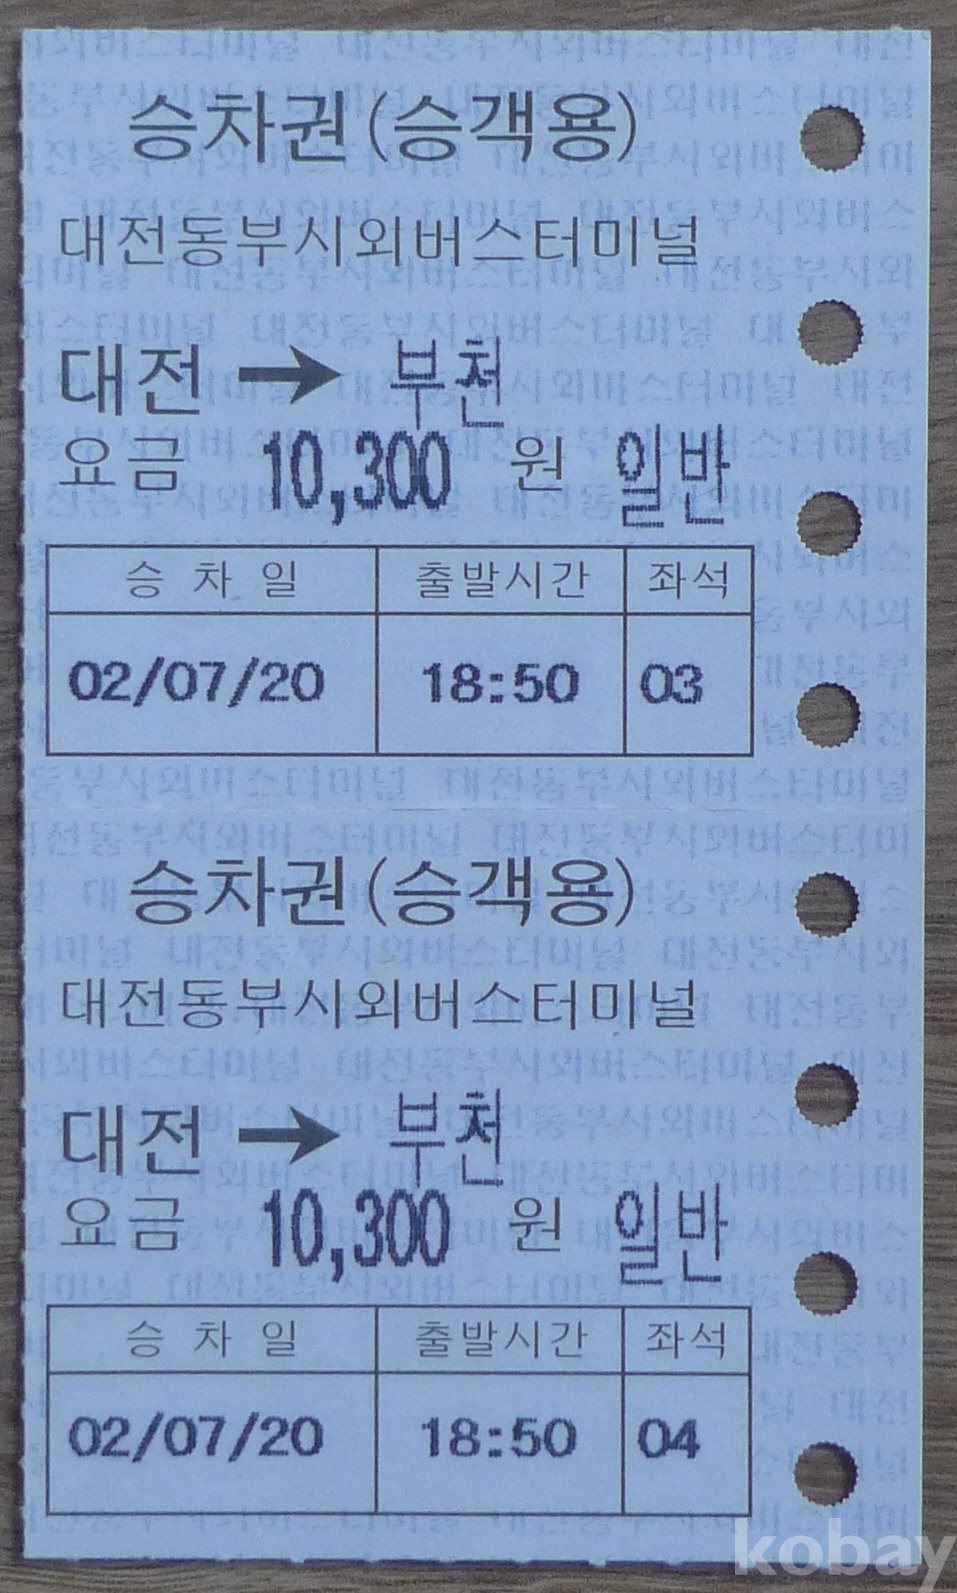 승차권(승객용)
대전동부시외버스터미널
대전 → 부천
요금 10,300 원 일반
승 차 일 출발시간 좌석
02/07/20 18:50 03
승차권(승객용)
대전동부시외버스터미널
대전 → 부천
요금 10,300 원 일반
승 차 일 출발시간 좌석
02/07/20 18:50 04
kobay